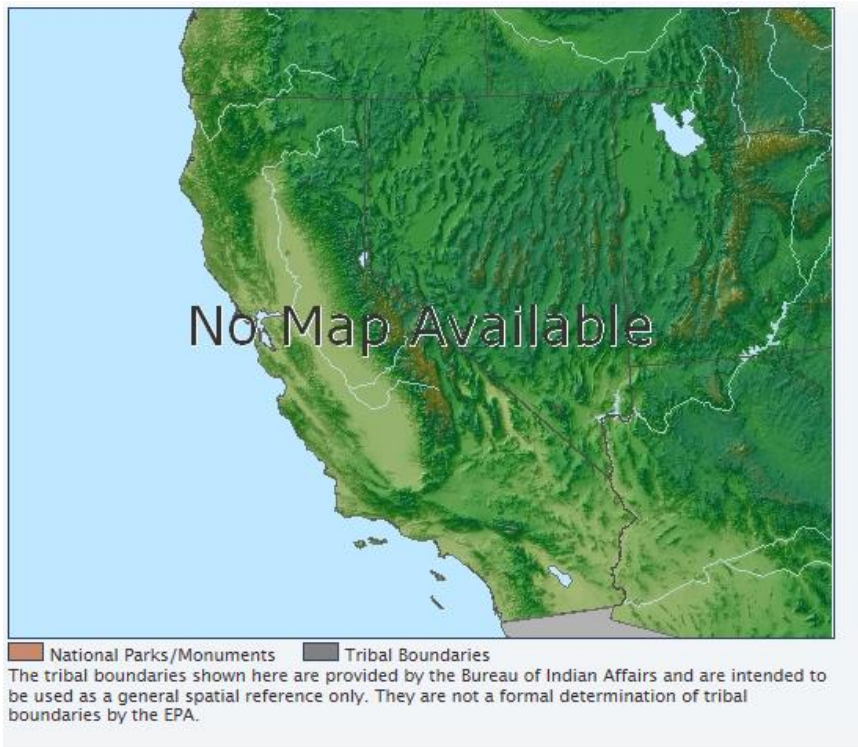 No Map Available
National Parks/Monuments Tribal Boundaries
The tribal boundaries shown here are provided by the Bureau of Indian Affairs and are intended to
be used as a general spatial reference only. They are not a formal determination of tribal
boundaries by the EPA.